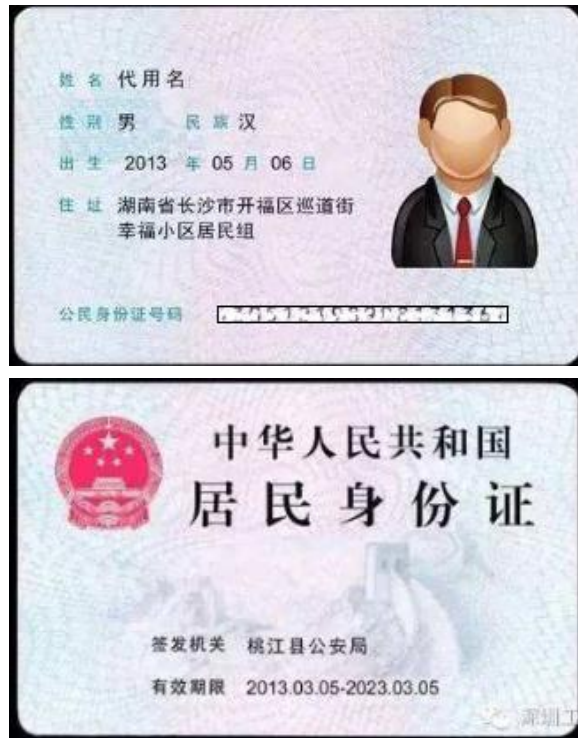 姓名 代用名
性别 男 民族 汉
出生 2013 年 05 月 06 日
住址 湖南省长沙市开福区巡道街
幸福小区居民组
公民身份证号码
中华人民共和国
居民身份证
签发机关 桃江县公安局
有效期限 2013.03.05-2023.03.05
深圳工